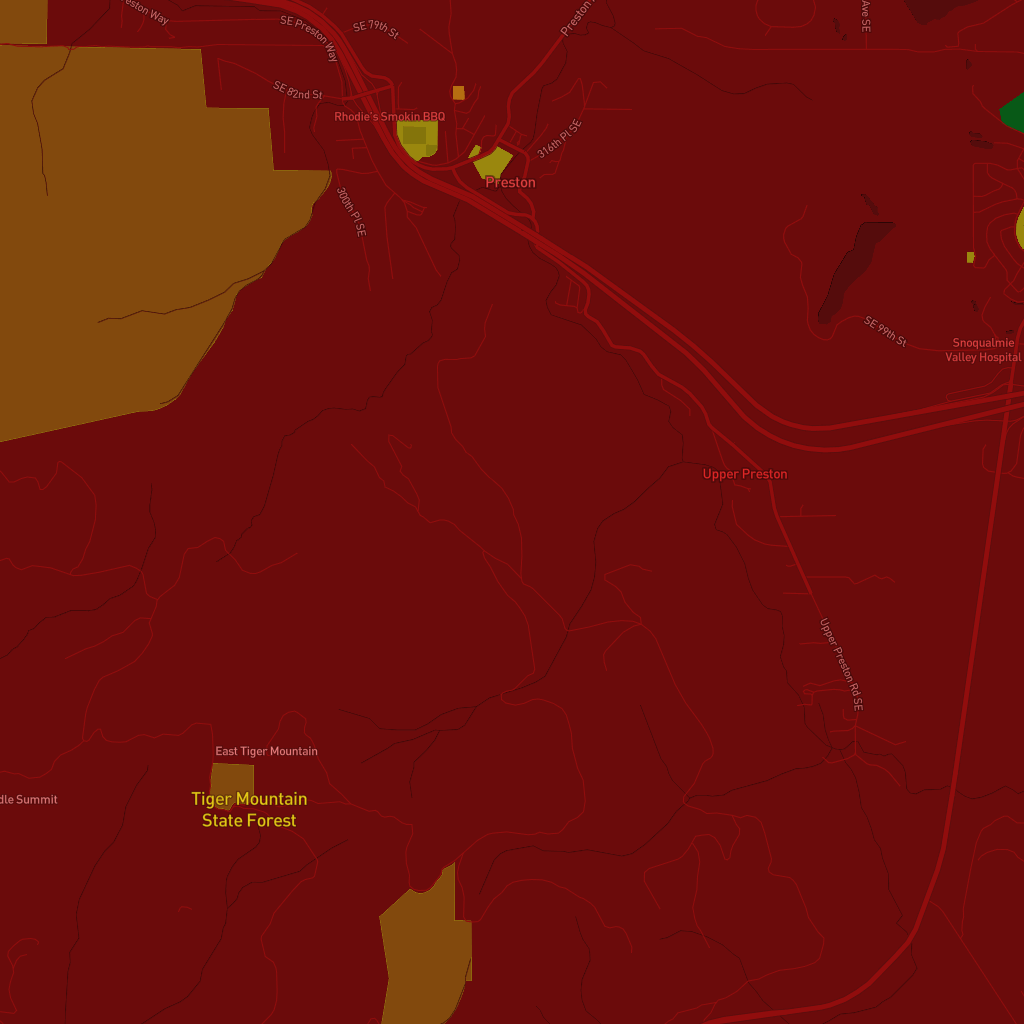 SE Preston Way
SE 79th St
Ave SE
SE 82nd St
Rhodie's Smokin BBQ
316th Pl SE
Preston
300th Pl SE
SE 99th St
Snoqualmie
Valley Hospital
Upper Preston
Upper Preston Rd SE
East Tiger Mountain
Tiger Mountain
State Forest
Summit